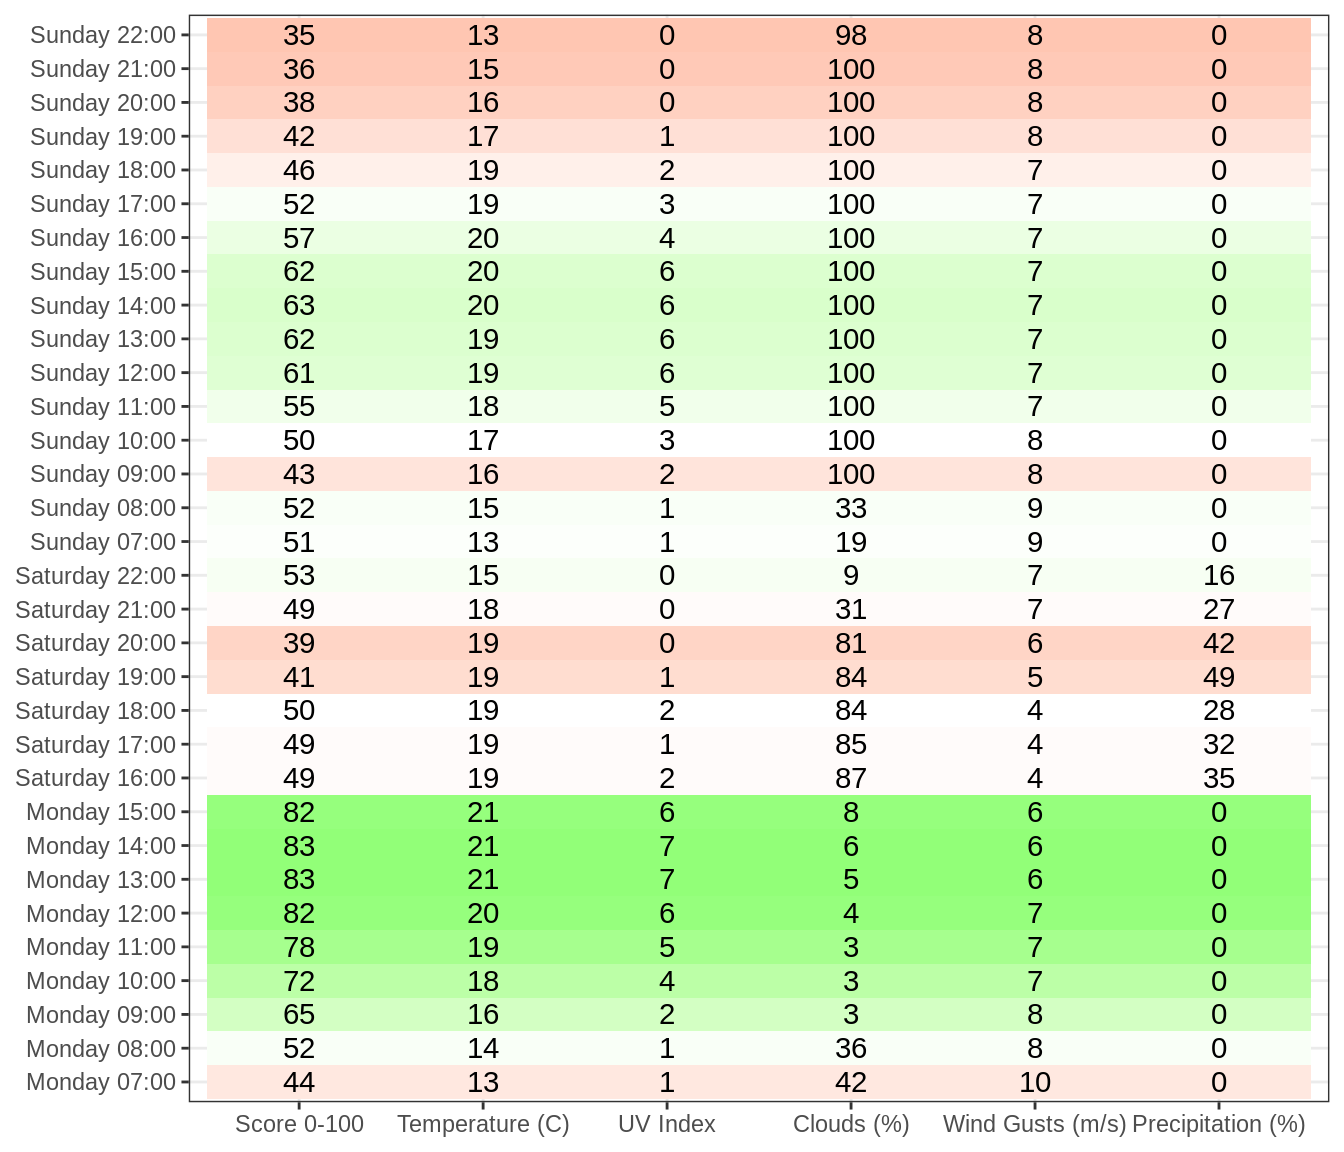 Sunday 22:00 35 13 0 98 8 0
Sunday 21:00 36 15 0 100 8 0
Sunday 20:00 38 16 0 100 8 0
Sunday 19:00 42 17 1 100 8 0
Sunday 18:00 46 19 2 100 7 0
Sunday 17:00 52 19 3 100 7 0
Sunday 16:00 57 20 4 100 7 0
Sunday 15:00 62 20 6 100 7 0
Sunday 14:00 63 20 6 100 7 0
Sunday 13:00 62 19 6 100 7 0
Sunday 12:00 61 19 6 100 7 0
Sunday 11:00 55 18 5 100 7 0
Sunday 10:00 50 17 3 100 8 0
Sunday 09:00 43 16 2 100 8 0
Sunday 08:00 52 15 1 33 9 0
Sunday 07:00 51 13 1 19 9 0
Saturday 22:00 53 15 0 9 7 16
Saturday 21:00 49 18 0 31 7 27
Saturday 20:00 39 19 0 81 6 42
Saturday 19:00 41 19 1 84 5 49
Saturday 18:00 50 19 2 84 4 28
Saturday 17:00 49 19 1 85 4 32
Saturday 16:00 49 19 2 87 4 35
Monday 15:00 82 21 6 8 6 0
Monday 14:00 83 21 7 6 6 0
Monday 13:00 83 21 7 5 6 0
Monday 12:00 82 20 6 4 7 0
Monday 11:00 78 19 5 3 7 0
Monday 10:00 72 18 4 3 7 0
Monday 09:00 65 16 2 3 8 0
Monday 08:00 52 14 1 36 8 0
Monday 07:00 44 13 1 42 10 0
Score 0-100 Temperature (C) UV Index Clouds (%) Wind Gusts (m/s) Precipitation (%)